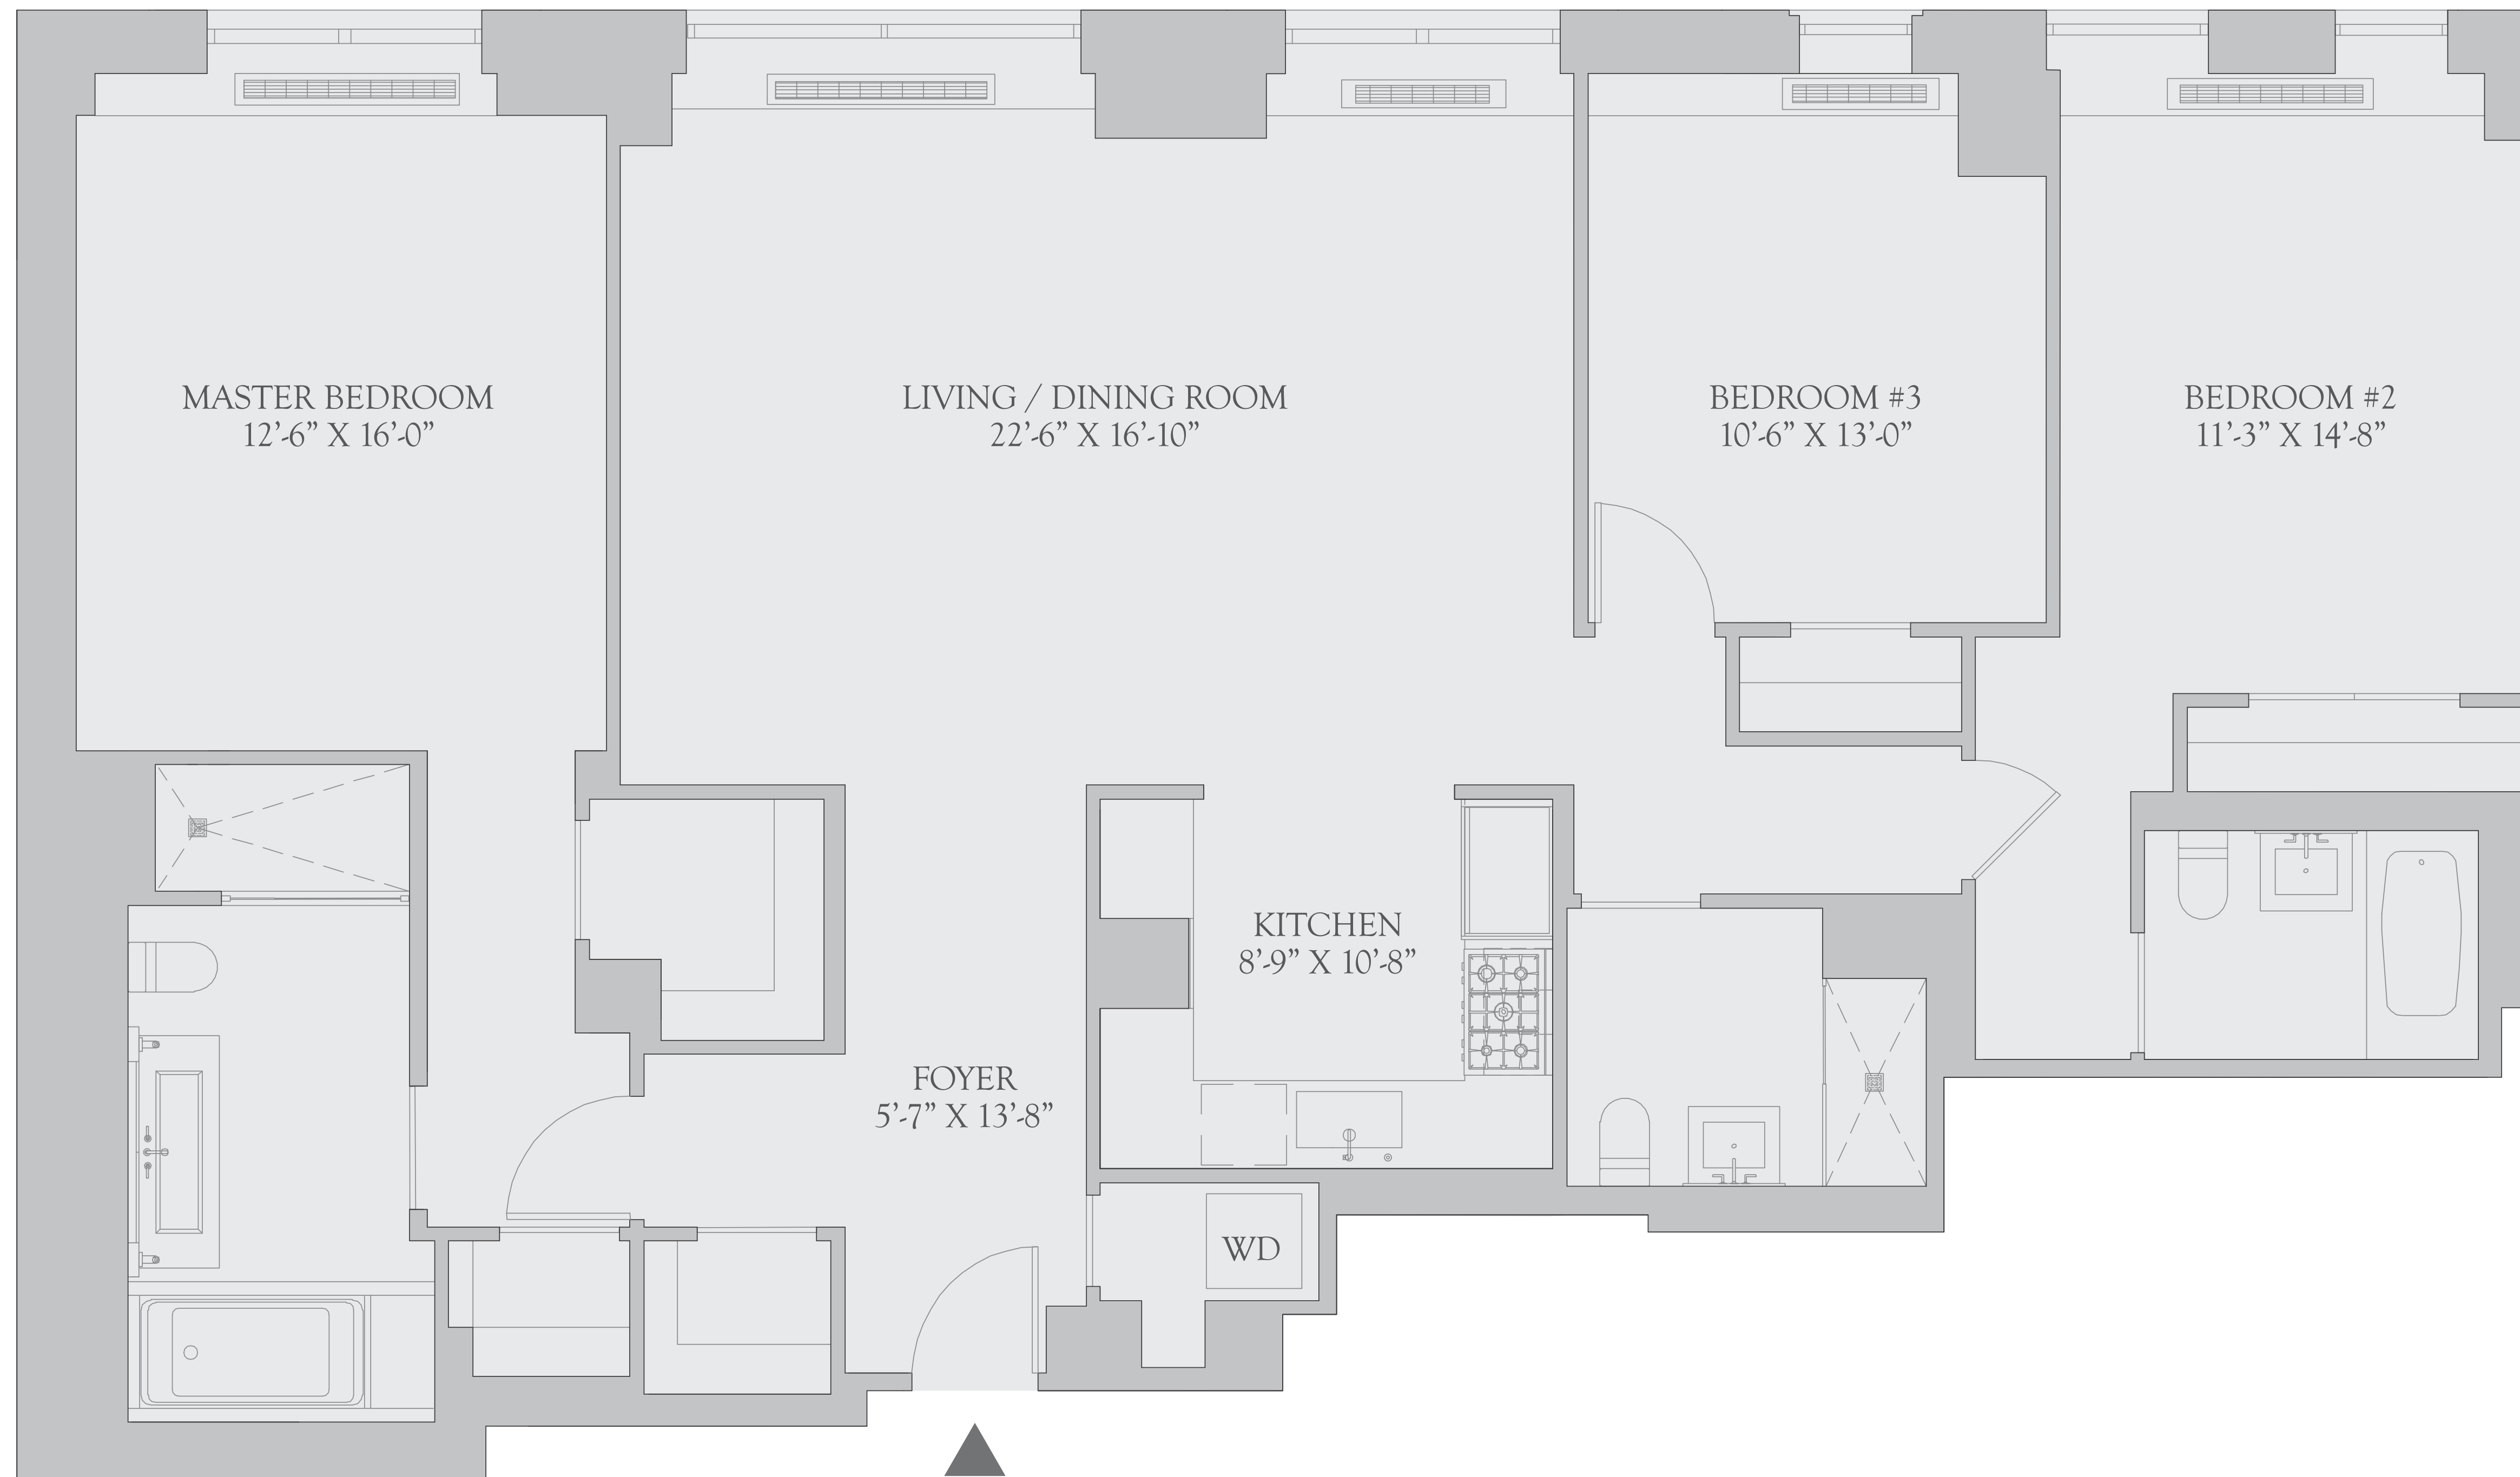 MASTER BEDROOM
12’-6” X 16’-0”
LIVING / DINING ROOM
22’-6” X 16’-10”
BEDROOM #3
10’-6” X 13’-0”
BEDROOM #2
11’-3” X 14’-8”
KITCHEN
8’-9” X 10’-8”
FOYER
5’-7” X 13’-8”
WD